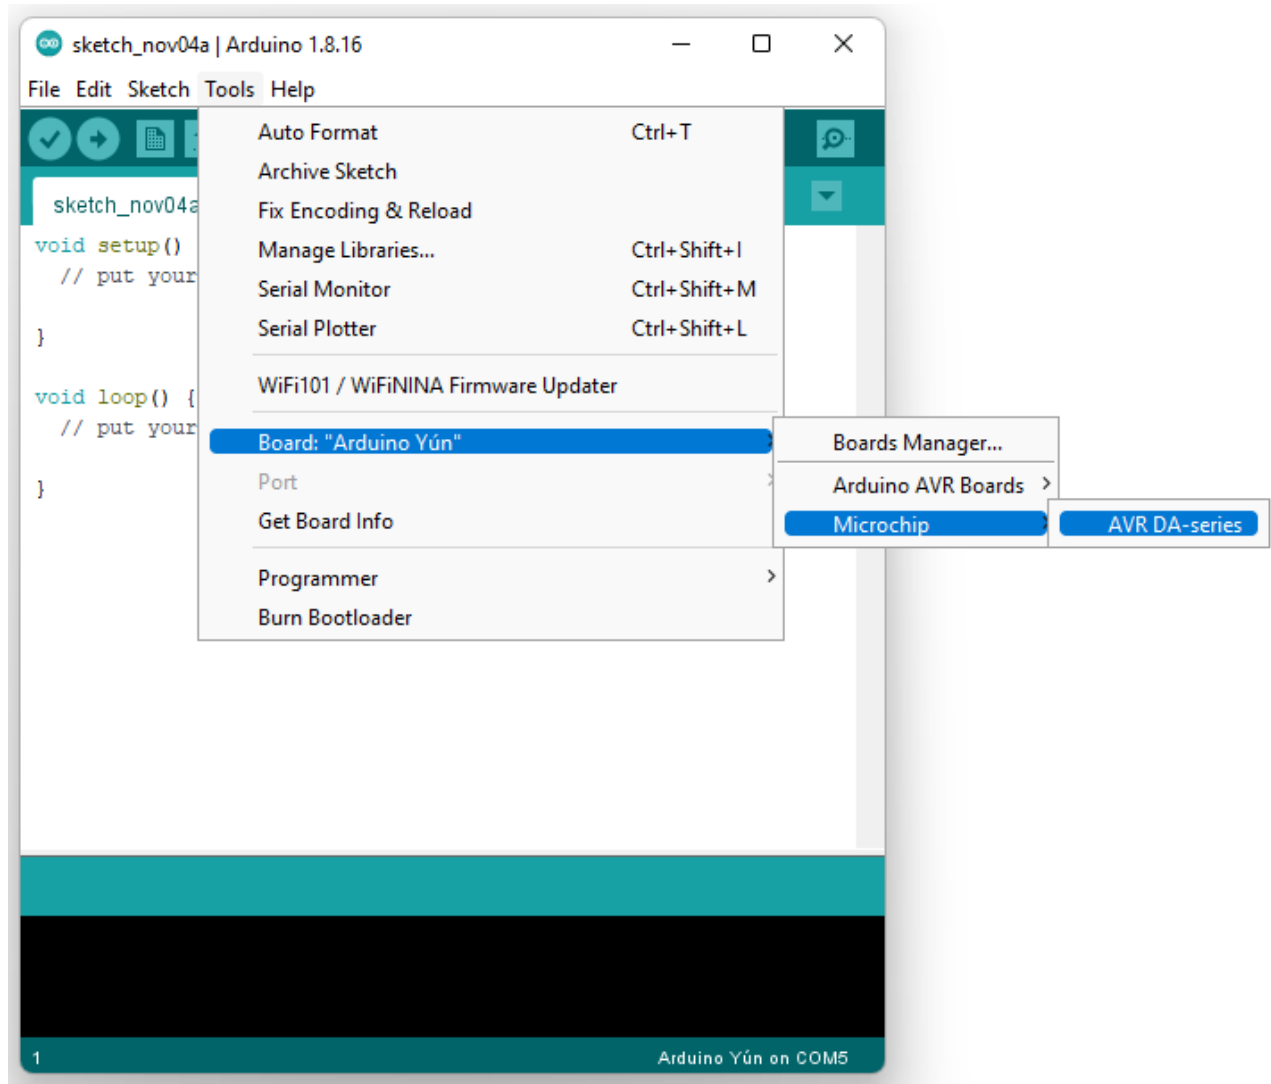 sketch_nov04a | Arduino 1.8.16
File Edit Sketch Tools Help
Auto Format Ctrl+T
Archive Sketch
sketch_nov04a
Fix Encoding & Reload
void setup()
Manage Libraries... Ctrl+Shift+I
// put your
Serial Monitor Ctrl+Shift+M
Serial Plotter Ctrl+Shift+L
}
WiFi101 / WiFiNINA Firmware Updater
void loop() {
// put your
Board: "Arduino Yún"
Boards Manager...
Port
}
Arduino AVR Boards
Get Board Info
Microchip
AVR DA-series
Programmer
Burn Bootloader
1
Arduino Yún on COM5